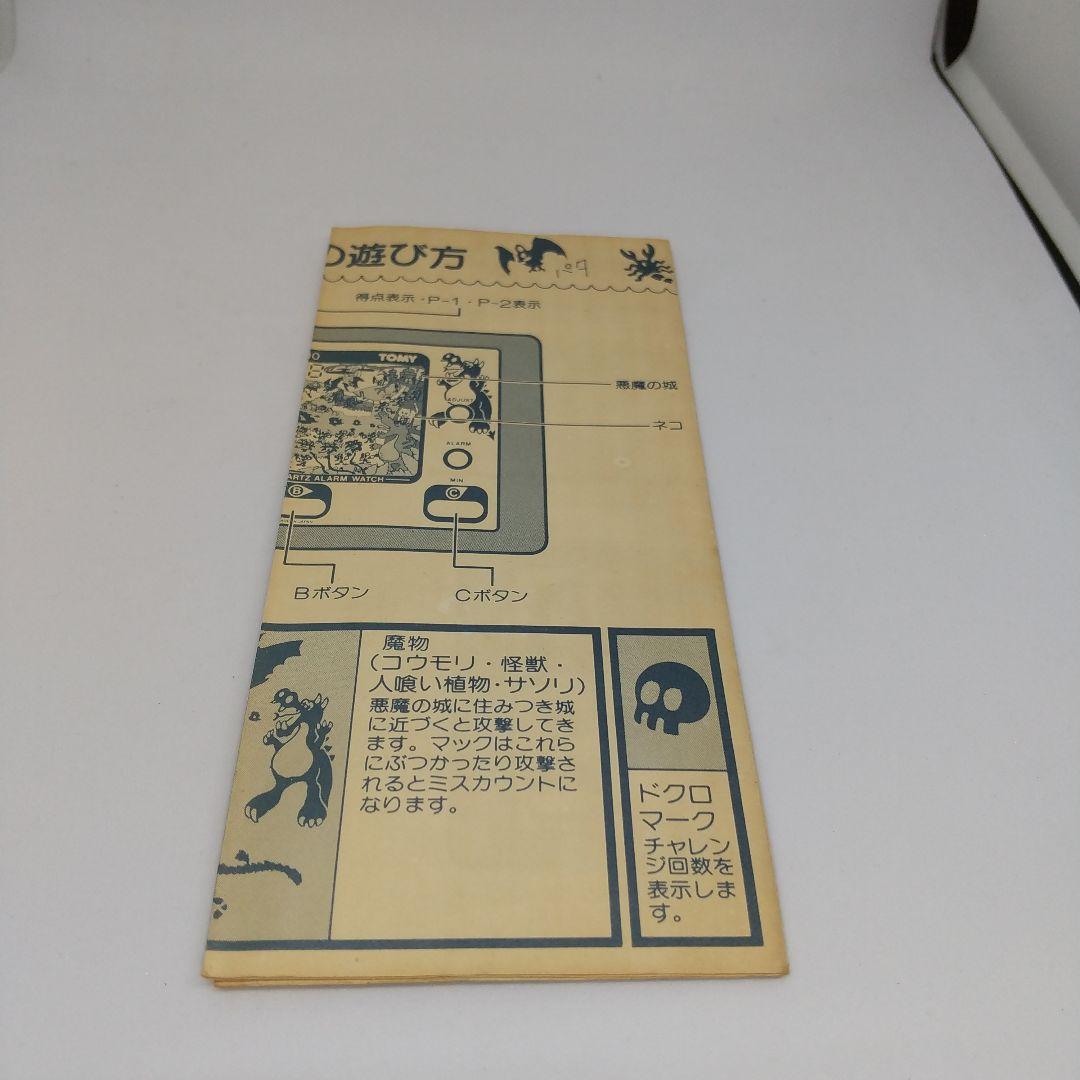 の遊び方
得点表示・P-1・P-2表示
TOMY
悪魔の城
ADJUST
ネコ
ALARM
MIN
ARTZ ALARM WATCH
B
C
Bボタン
Cボタン
魔物
(コウモリ・怪獣・
人喰い植物・サソリ)
悪魔の城に住みつき城
に近づくと攻撃してき
ます。マックはこれら
にぶつかったり攻撃さ
れるとミスカウントに
なります。
ドクロ
マーク
チャレン
ジ回数を
表示しま
す。